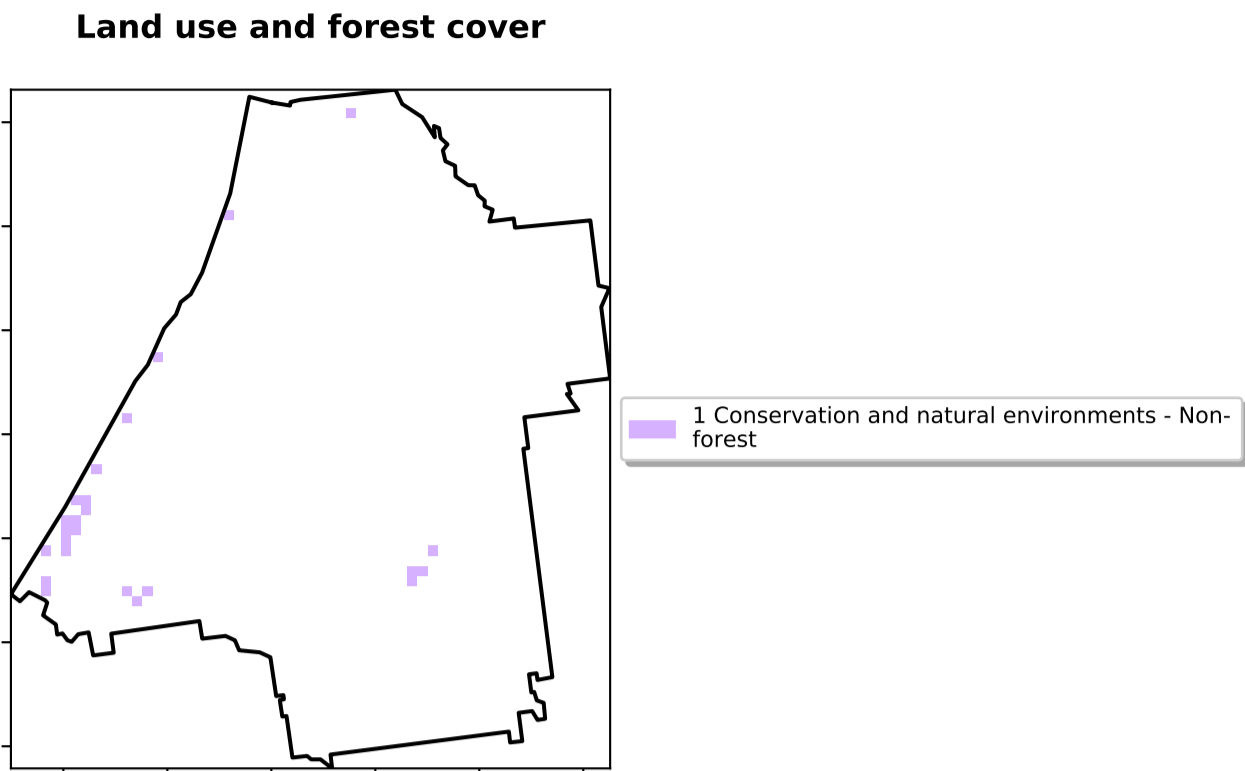 Land use and forest cover
1 Conservation and natural environments - Non-
forest